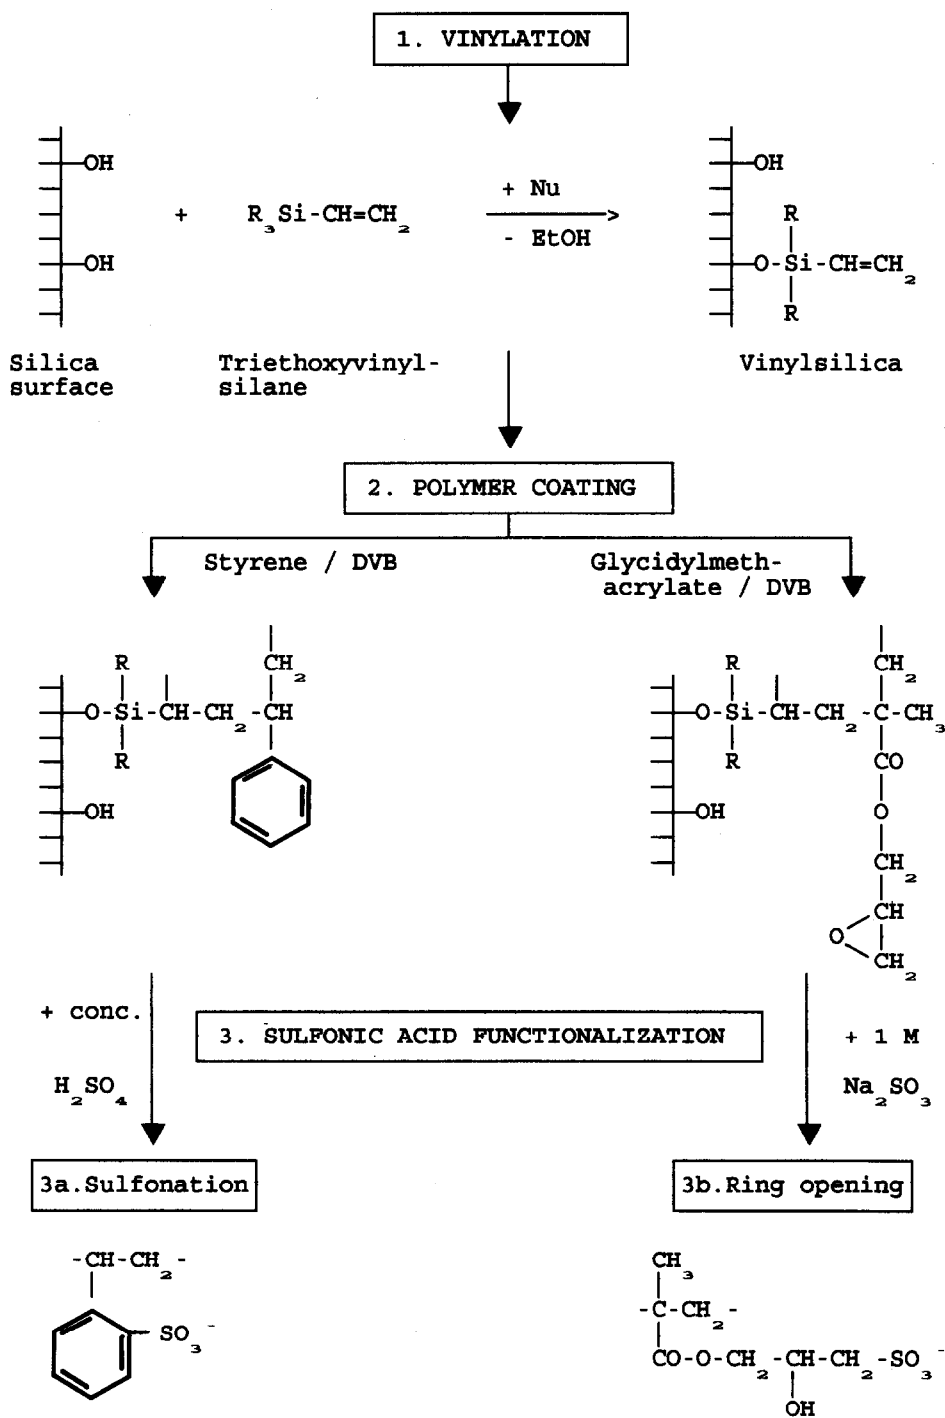 1. VINYLATION
OH
OH
+
R3Si-CH=CH2
+ Nu
- EtOH
OH
R
O-Si-CH=CH2
R
Silica
surface
Triethoxyvinyl-
silane
Vinylsilica
2. POLYMER COATING
Styrene / DVB
Glycidylmeth-
acrylate / DVB
R
CH2
O-Si-CH-CH2-CH
R
OH
R
CH2
O-Si-CH-CH2-C-CH3
R
CO
OH
O
CH2
CH
O
CH2
+ conc.
H2SO4
3. SULFONIC ACID FUNCTIONALIZATION
+ 1 M
Na2SO3
3a.Sulfonation
3b.Ring opening
-CH-CH2-
SO3-
CH3
-C-CH2-
CO-O-CH2-CH-CH2-SO3-
OH